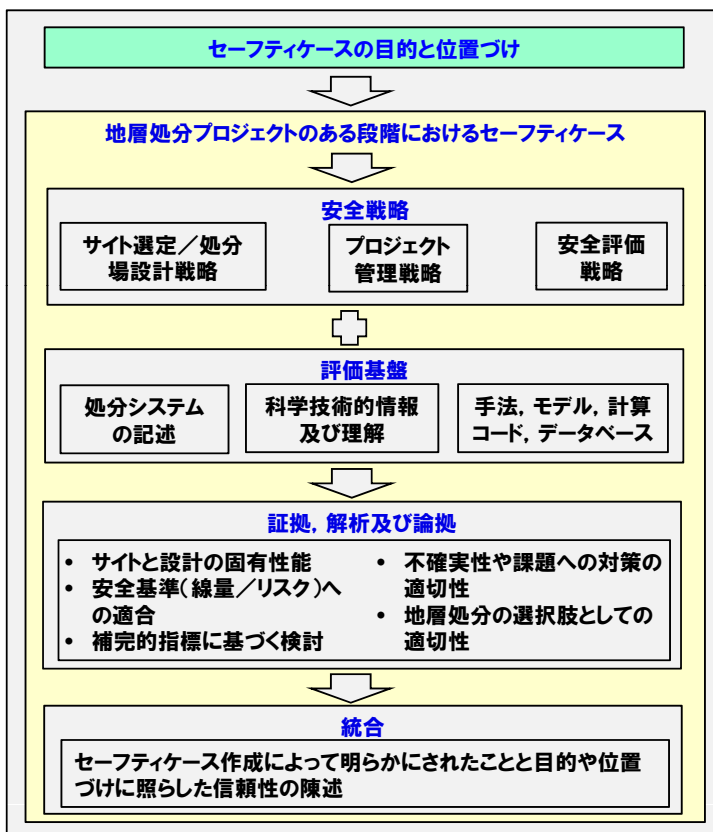 セーフティケースの目的と位置づけ
地層処分プロジェクトのある段階におけるセーフティケース
安全戦略
サイト選定／処分
場設計戦略
プロジェクト
管理戦略
安全評価
戦略
評価基盤
処分システム
の記述
科学技術的情報
及び理解
手法，モデル，計算
コード，データベース
証拠，解析及び論拠
• サイトと設計の固有性能
• 安全基準（線量／リスク）へ
の適合
• 補完的指標に基づく検討
• 不確実性や課題への対策の
適切性
• 地層処分の選択肢としての
適切性
統合
セーフティケース作成によって明らかにされたことと目的や位置
づけに照らした信頼性の陳述